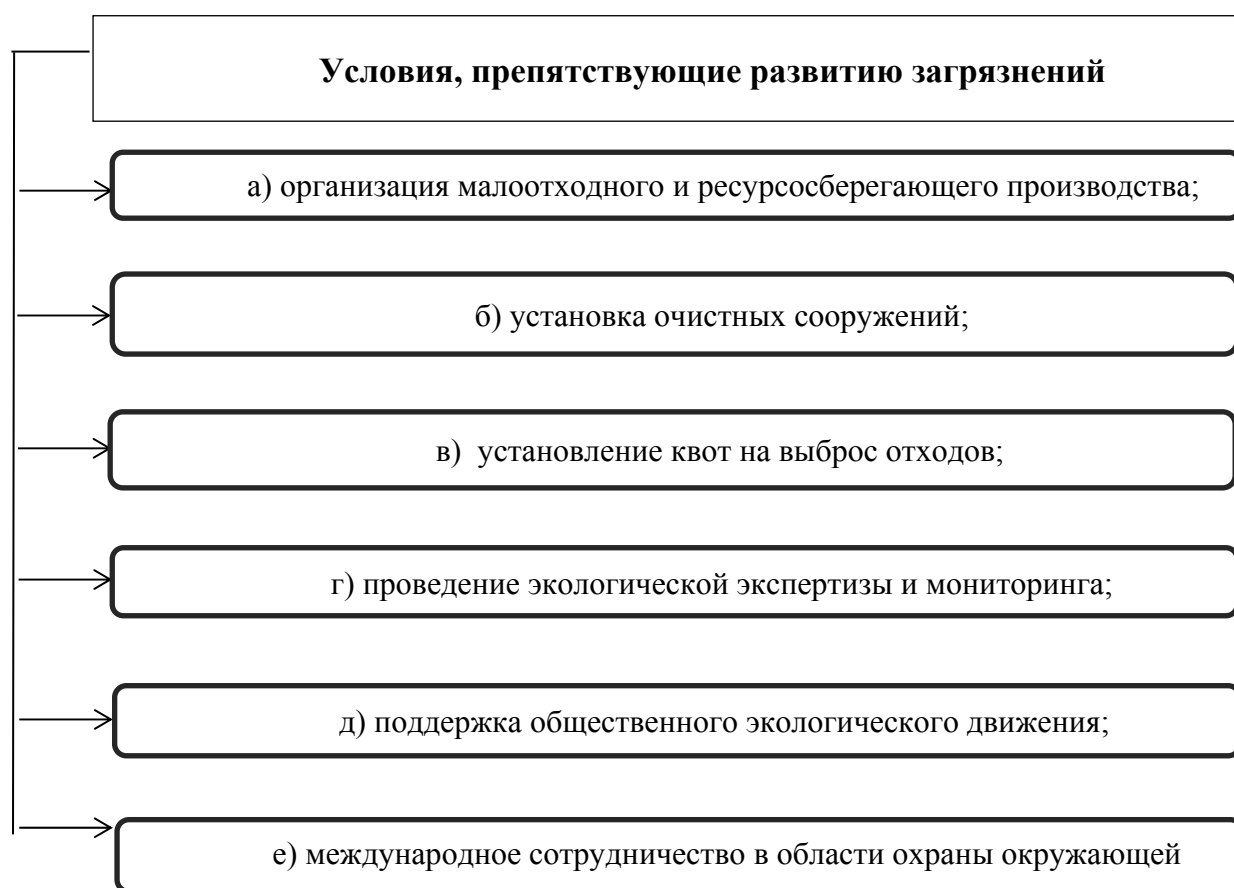 Условия, препятствующие развитию загрязнений
а) организация малоотходного и ресурсосберегающего производства;
б) установка очистных сооружений;
в) установление квот на выброс отходов;
г) проведение экологической экспертизы и мониторинга;
д) поддержка общественного экологического движения;
е) международное сотрудничество в области охраны окружающей